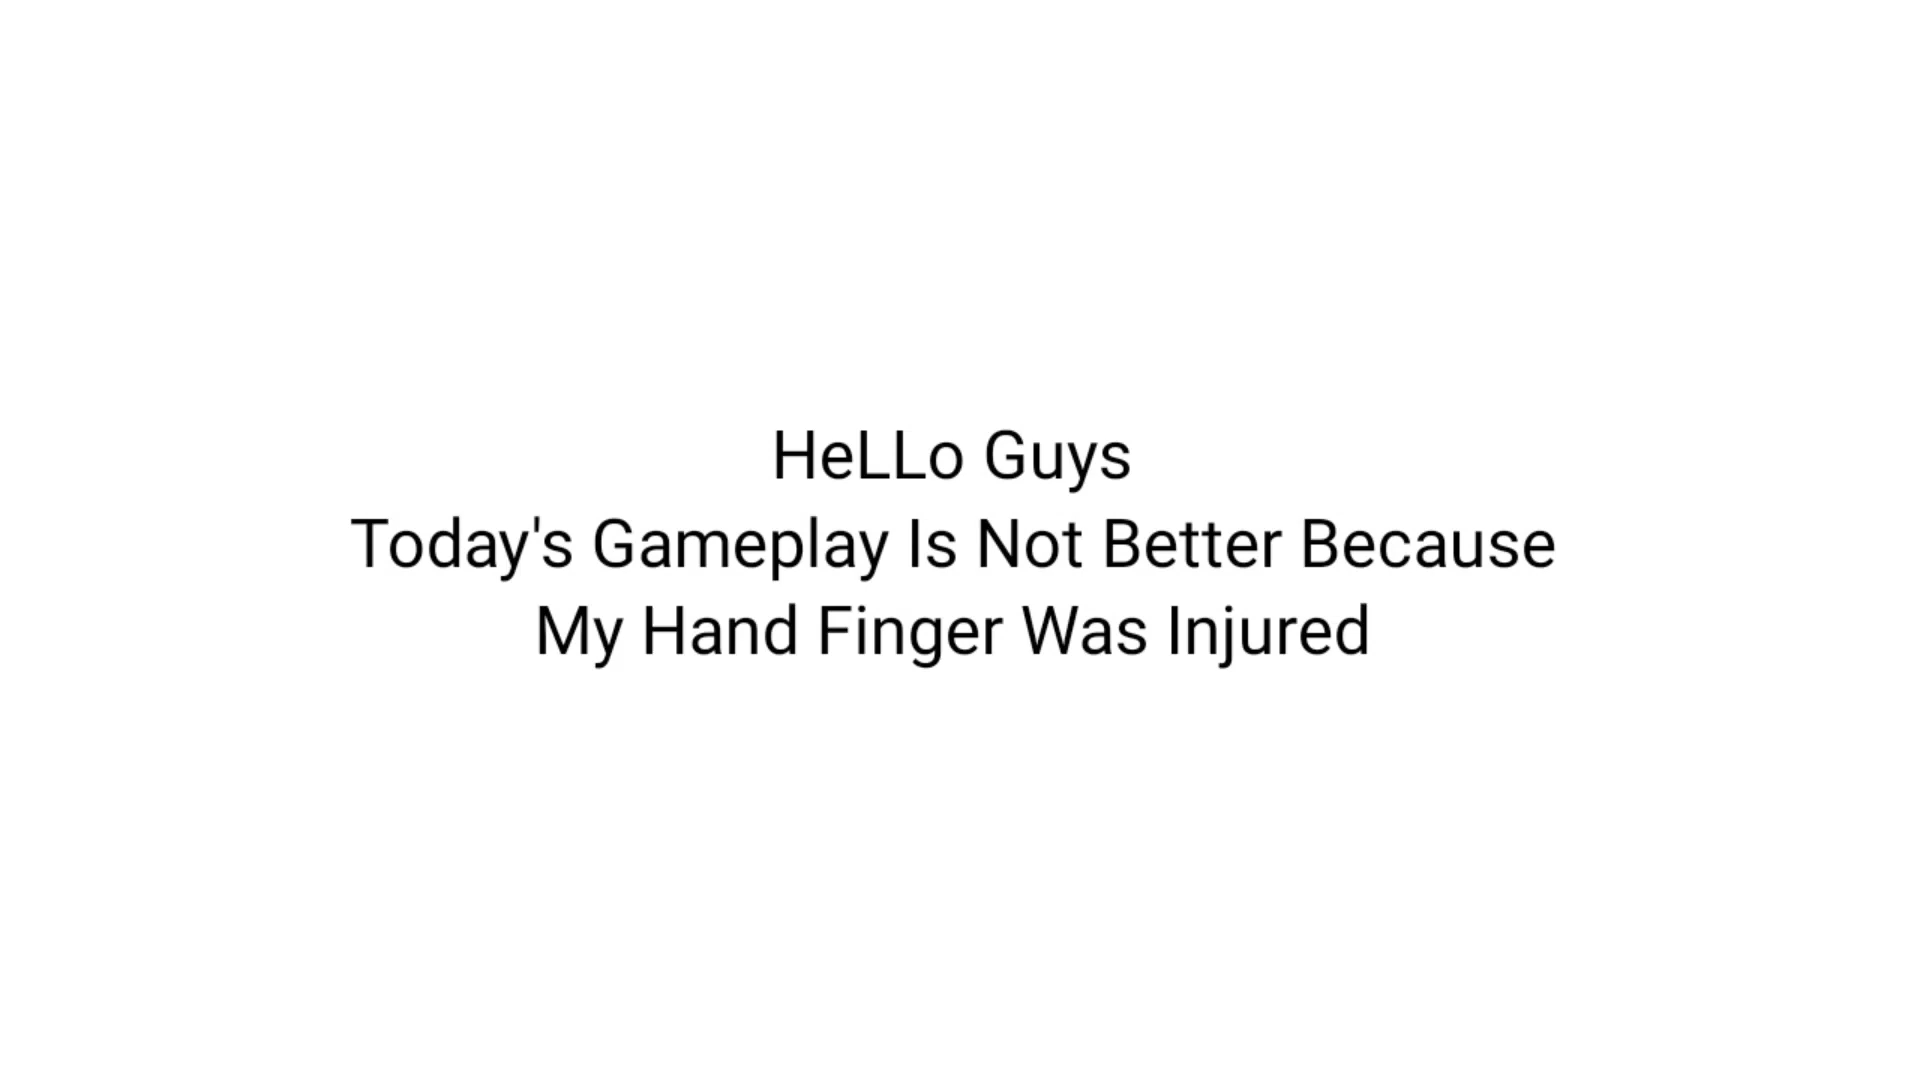 HeLLo Guys
Today's Gameplay Is Not Better Because
My Hand Finger Was Injured